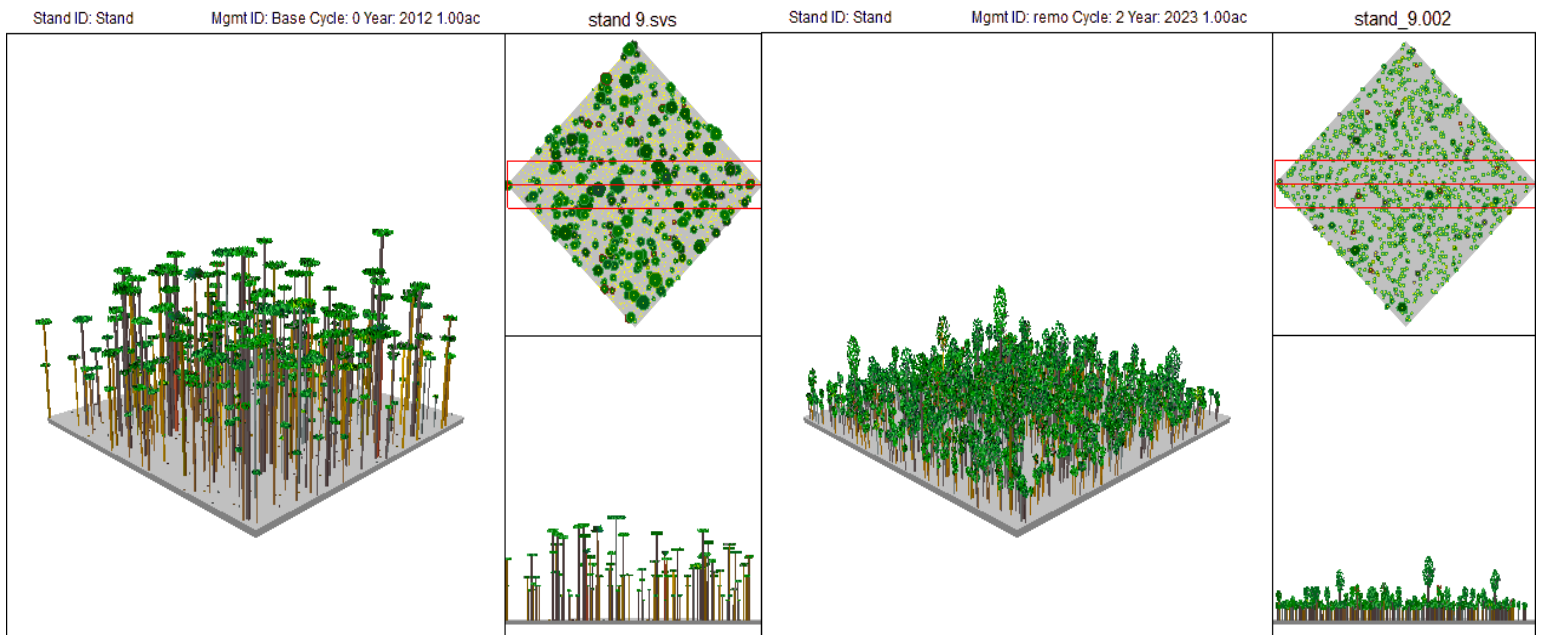 Stand ID: Stand
Mgmt ID: Base Cycle: 0 Year: 2012 1.00ac
stand 9.svs
Stand ID: Stand
Mgmt ID: remo Cycle: 2 Year: 2023 1.00ac
stand_9.002